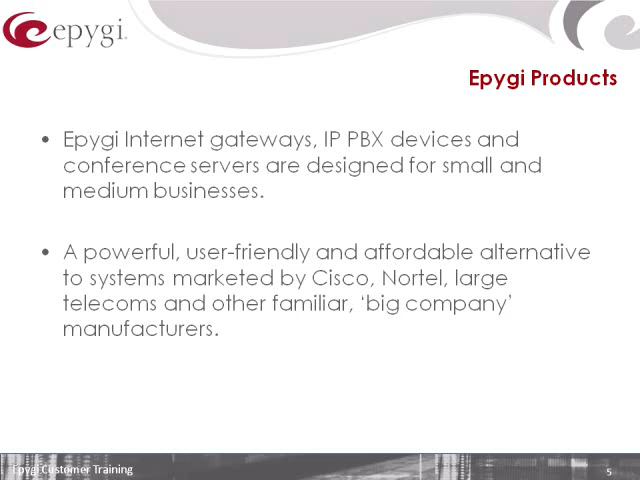 epygi
Epygi Products
• Epygi Internet gateways, IP PBX devices and
conference servers are designed for small and
medium businesses.
• A powerful, user-friendly and affordable alternative
to systems marketed by Cisco, Nortel, large
telecoms and other familiar, ‘big company’
manufacturers.
Epygi Customer Training
5